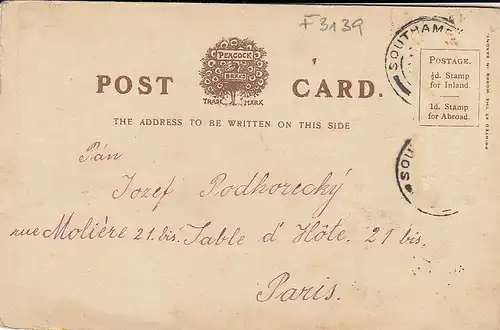 F3139
SOUTHAM
PEACOCK
BRAND
TRADE MARK
POST CARD.
POSTAGE.
½d. Stamp
for Inland.
1d. Stamp
for Abroad.
PRINTED AT THE WORKS IN SAXONY.
THE ADDRESS TO BE WRITTEN ON THIS SIDE
SOU
Pán
Jozef Podhorecký
rue Molière 21. bis. Table d' Hôte. 21 bis.
Paris.